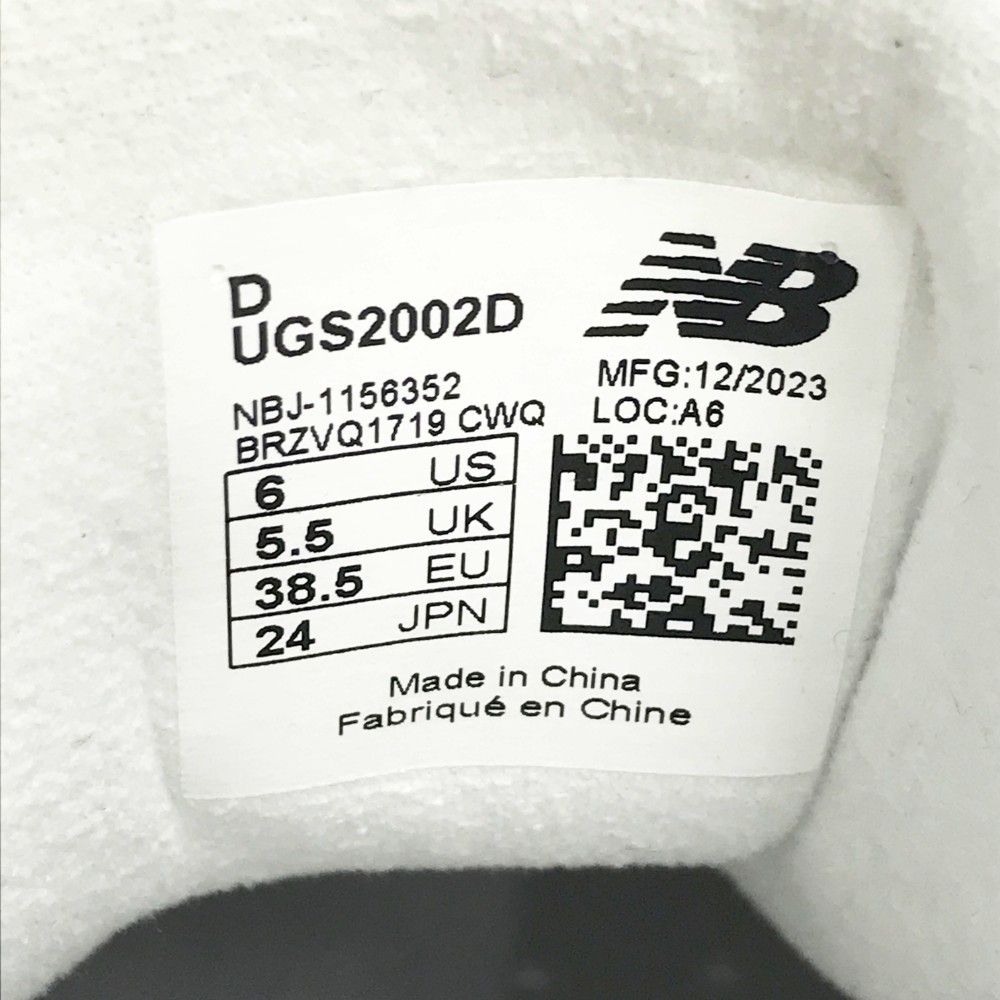 D
UGS2002D
NB
NBJ-1156352
BRZVQ1719 CWQ
MFG:12/2023
LOC:A6
6 US
5.5 UK
38.5 EU
24 JPN
Made in China
Fabriqué en Chine